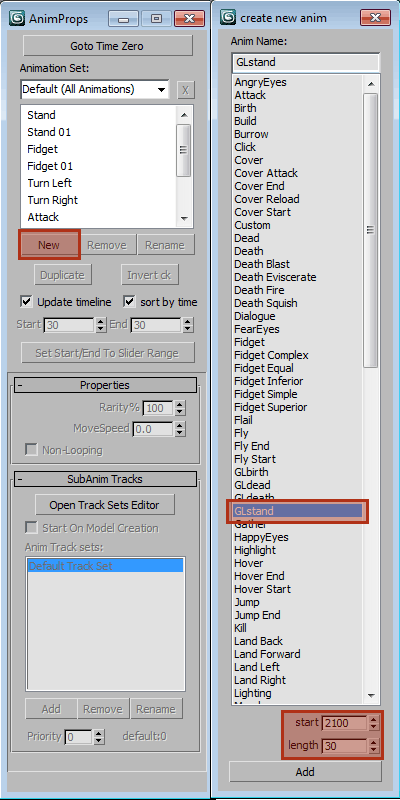 AnimProps
Goto Time Zero
Animation Set:
Default (All Animations)
X
Stand
Stand 01
Fidget
Fidget 01
Turn Left
Turn Right
Attack
New Remove Rename
Duplicate Invert ck
Update timeline sort by time
Start 30 End 30
Set Start/End To Slider Range
- Properties
Rarity% 100
MoveSpeed 0.0
Non-Looping
- SubAnim Tracks
Open Track Sets Editor
Start On Model Creation
Anim Track sets:
Default Track Set
Add Remove Rename
Priority 0 default:0
create new anim
Anim Name:
GLstand
AngryEyes
Attack
Birth
Build
Burrow
Click
Cover
Cover Attack
Cover End
Cover Reload
Cover Start
Custom
Dead
Death
Death Blast
Death Eviscerate
Death Fire
Death Squish
Dialogue
FearEyes
Fidget
Fidget Complex
Fidget Equal
Fidget Inferior
Fidget Simple
Fidget Superior
Flail
Fly
Fly End
Fly Start
GLbirth
GLdead
GLdeath
GLstand
Gather
HappyEyes
Highlight
Hover
Hover End
Hover Start
Jump
Jump End
Kill
Land Back
Land Forward
Land Left
Land Right
Lighting
start 2100
length 30
Add